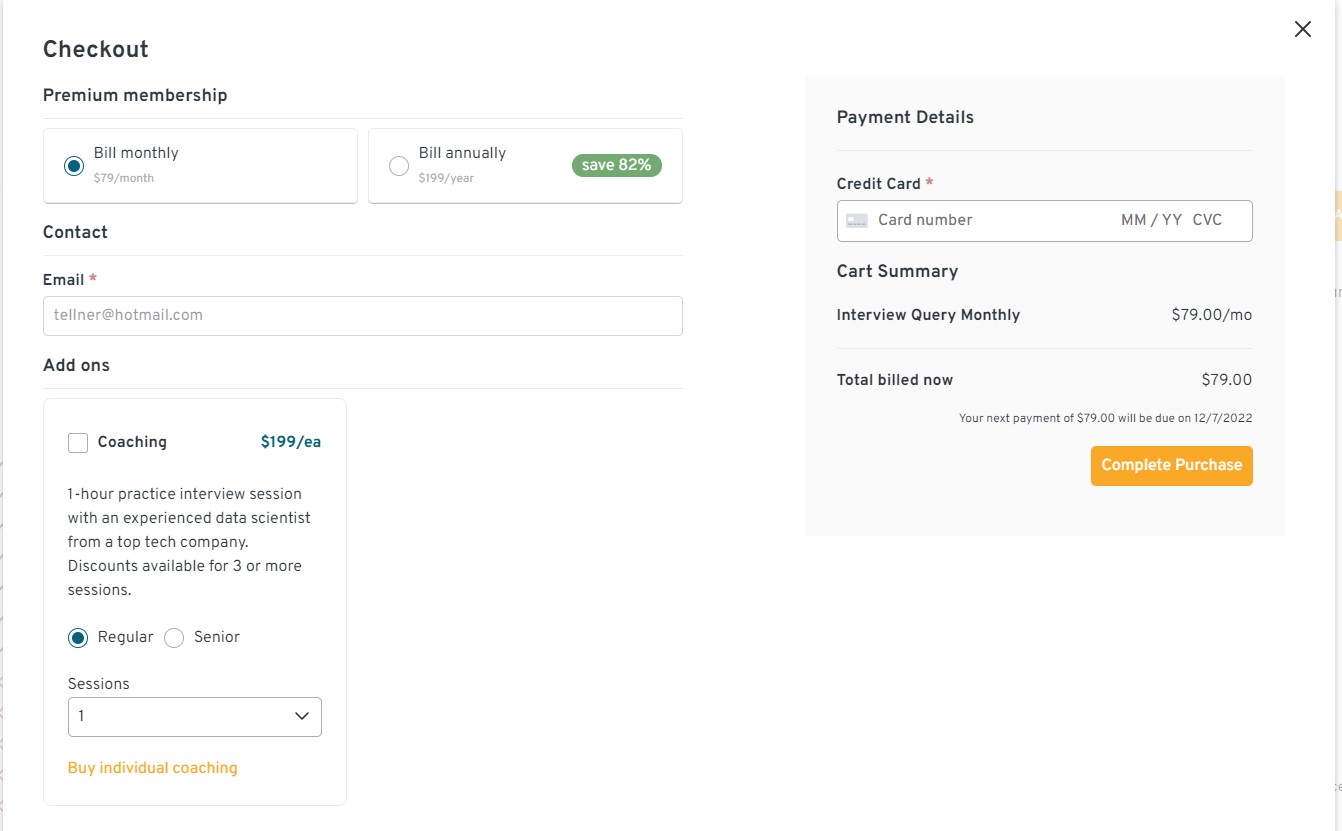 Checkout
Premium membership
Bill monthly
$79/month
Bill annually
$199/year
save 82%
Contact
Email *
tellner@hotmail.com
Add ons
Coaching
$199/ea
1-hour practice interview session
with an experienced data scientist
from a top tech company.
Discounts available for 3 or more
sessions.
Regular
Senior
Sessions
1
Buy individual coaching
Payment Details
Credit Card *
Card number
MM / YY CVC
Cart Summary
Interview Query Monthly
$79.00/mo
Total billed now
$79.00
Your next payment of $79.00 will be due on 12/7/2022
Complete Purchase